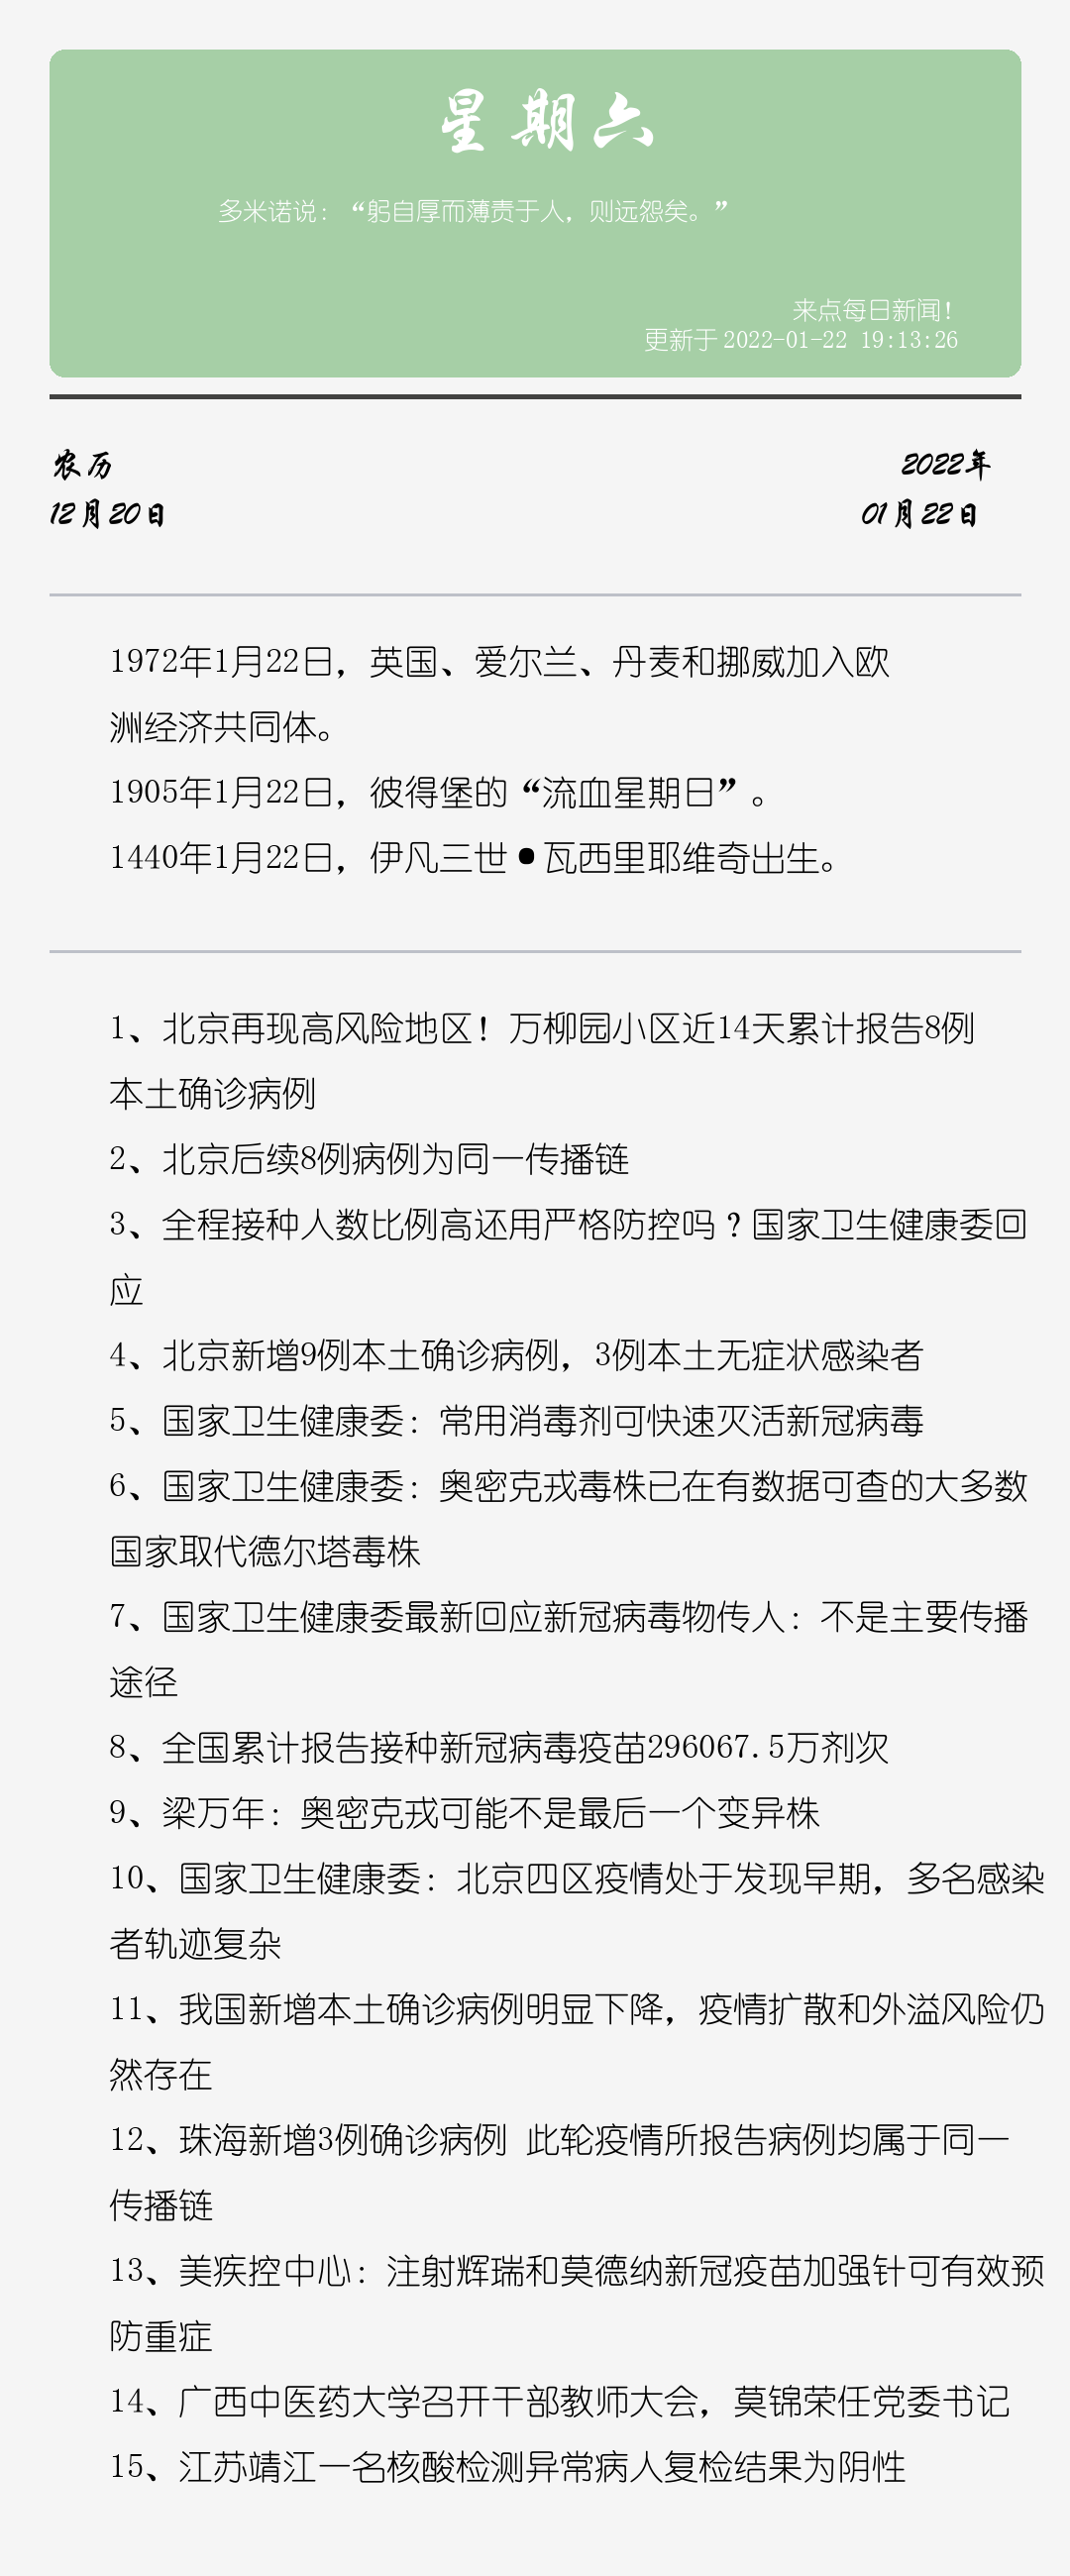 星期六
多米诺说：“躬自厚而薄责于人，则远怨矣。”
来点每日新闻！
更新于 2022-01-22 19:13:26
农历
2022年
12月20日
01月22日
1972年1月22日，英国、爱尔兰、丹麦和挪威加入欧
洲经济共同体。
1905年1月22日，彼得堡的“流血星期日”。
1440年1月22日，伊凡三世•瓦西里耶维奇出生。
1、北京再现高风险地区！万柳园小区近14天累计报告8例
本土确诊病例
2、北京后续8例病例为同一传播链
3、全程接种人数比例高还用严格防控吗？国家卫生健康委回
应
4、北京新增9例本土确诊病例，3例本土无症状感染者
5、国家卫生健康委：常用消毒剂可快速灭活新冠病毒
6、国家卫生健康委：奥密克戎毒株已在有数据可查的大多数
国家取代德尔塔毒株
7、国家卫生健康委最新回应新冠病毒物传人：不是主要传播
途径
8、全国累计报告接种新冠病毒疫苗296067.5万剂次
9、梁万年：奥密克戎可能不是最后一个变异株
10、国家卫生健康委：北京四区疫情处于发现早期，多名感染
者轨迹复杂
11、我国新增本土确诊病例明显下降，疫情扩散和外溢风险仍
然存在
12、珠海新增3例确诊病例 此轮疫情所报告病例均属于同一
传播链
13、美疾控中心：注射辉瑞和莫德纳新冠疫苗加强针可有效预
防重症
14、广西中医药大学召开干部教师大会，莫锦荣任党委书记
15、江苏靖江一名核酸检测异常病人复检结果为阴性